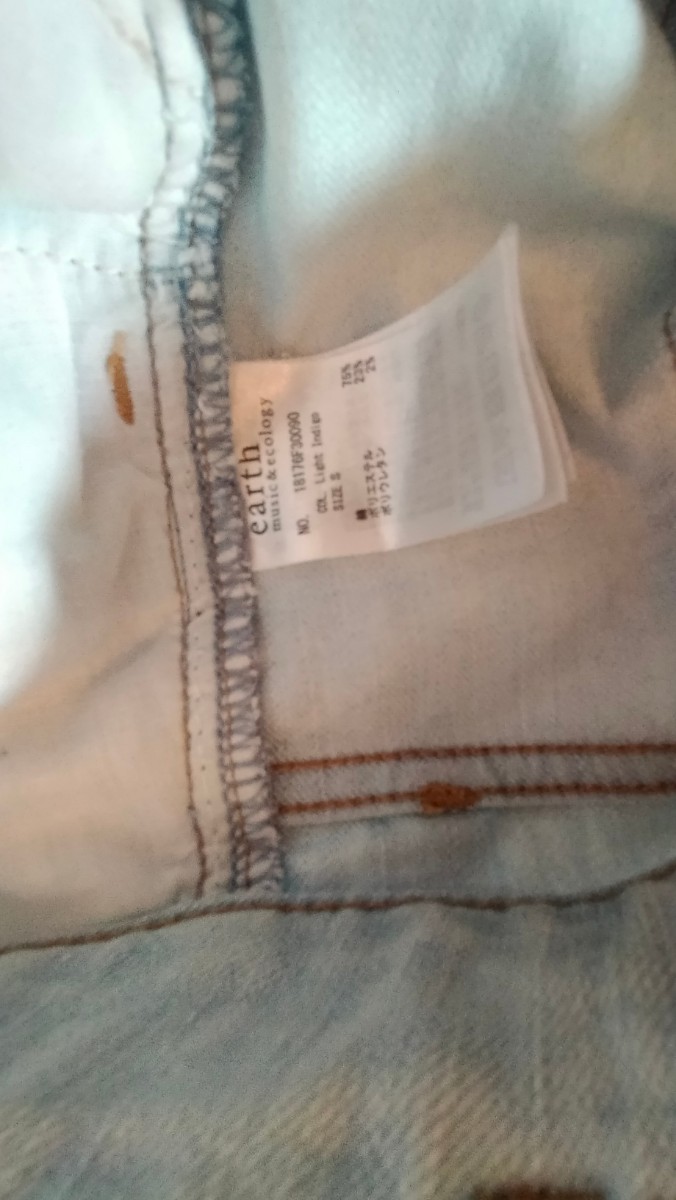 earth
music&ecology
NO. 18176F30090
COL. Light Indigo
SIZE S
綿 75%
ポリエステル 23%
ポリウレタン 2%